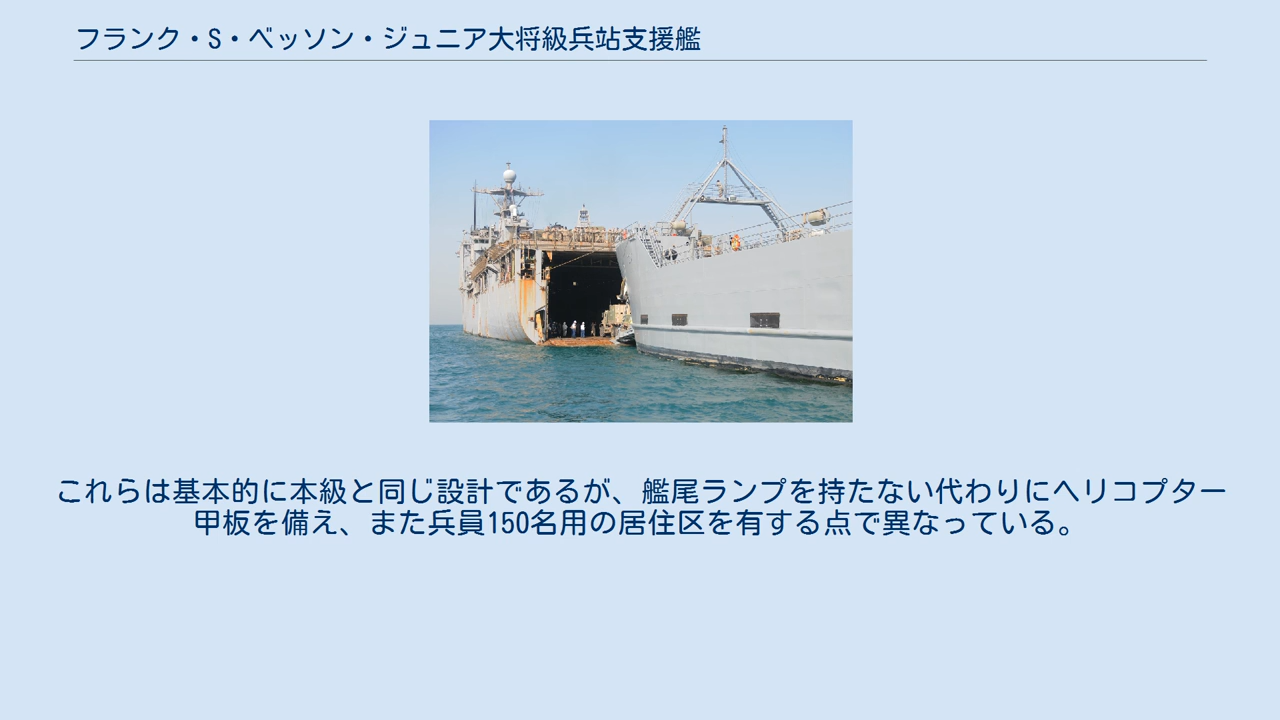 フランク・S・ベッソン・ジュニア大将級兵站支援艦
これらは基本的に本級と同じ設計であるが、艦尾ランプを持たない代わりにヘリコプター
甲板を備え、また兵員150名用の居住区を有する点で異なっている。